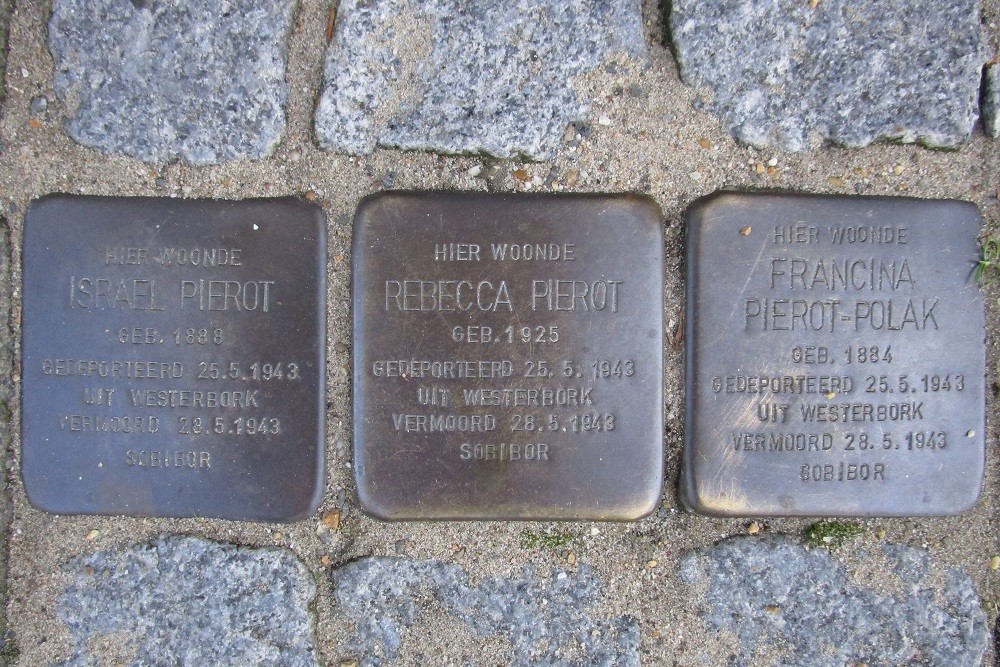 HIER WOONDE
ISRAEL PIEROT
GEB. 1888
GEDEPORTEERD 25.5.1943
UIT WESTERBORK
VERMOORD 28.5.1943
SOBIBOR
HIER WOONDE
REBECCA PIEROT
GEB. 1925
GEDEPORTEERD 25.5.1943
UIT WESTERBORK
VERMOORD 28.5.1943
SOBIBOR
HIER WOONDE
FRANCINA
PIEROT-POLAK
GEB. 1884
GEDEPORTEERD 25.5.1943
UIT WESTERBORK
VERMOORD 28.5.1943
SOBIBOR